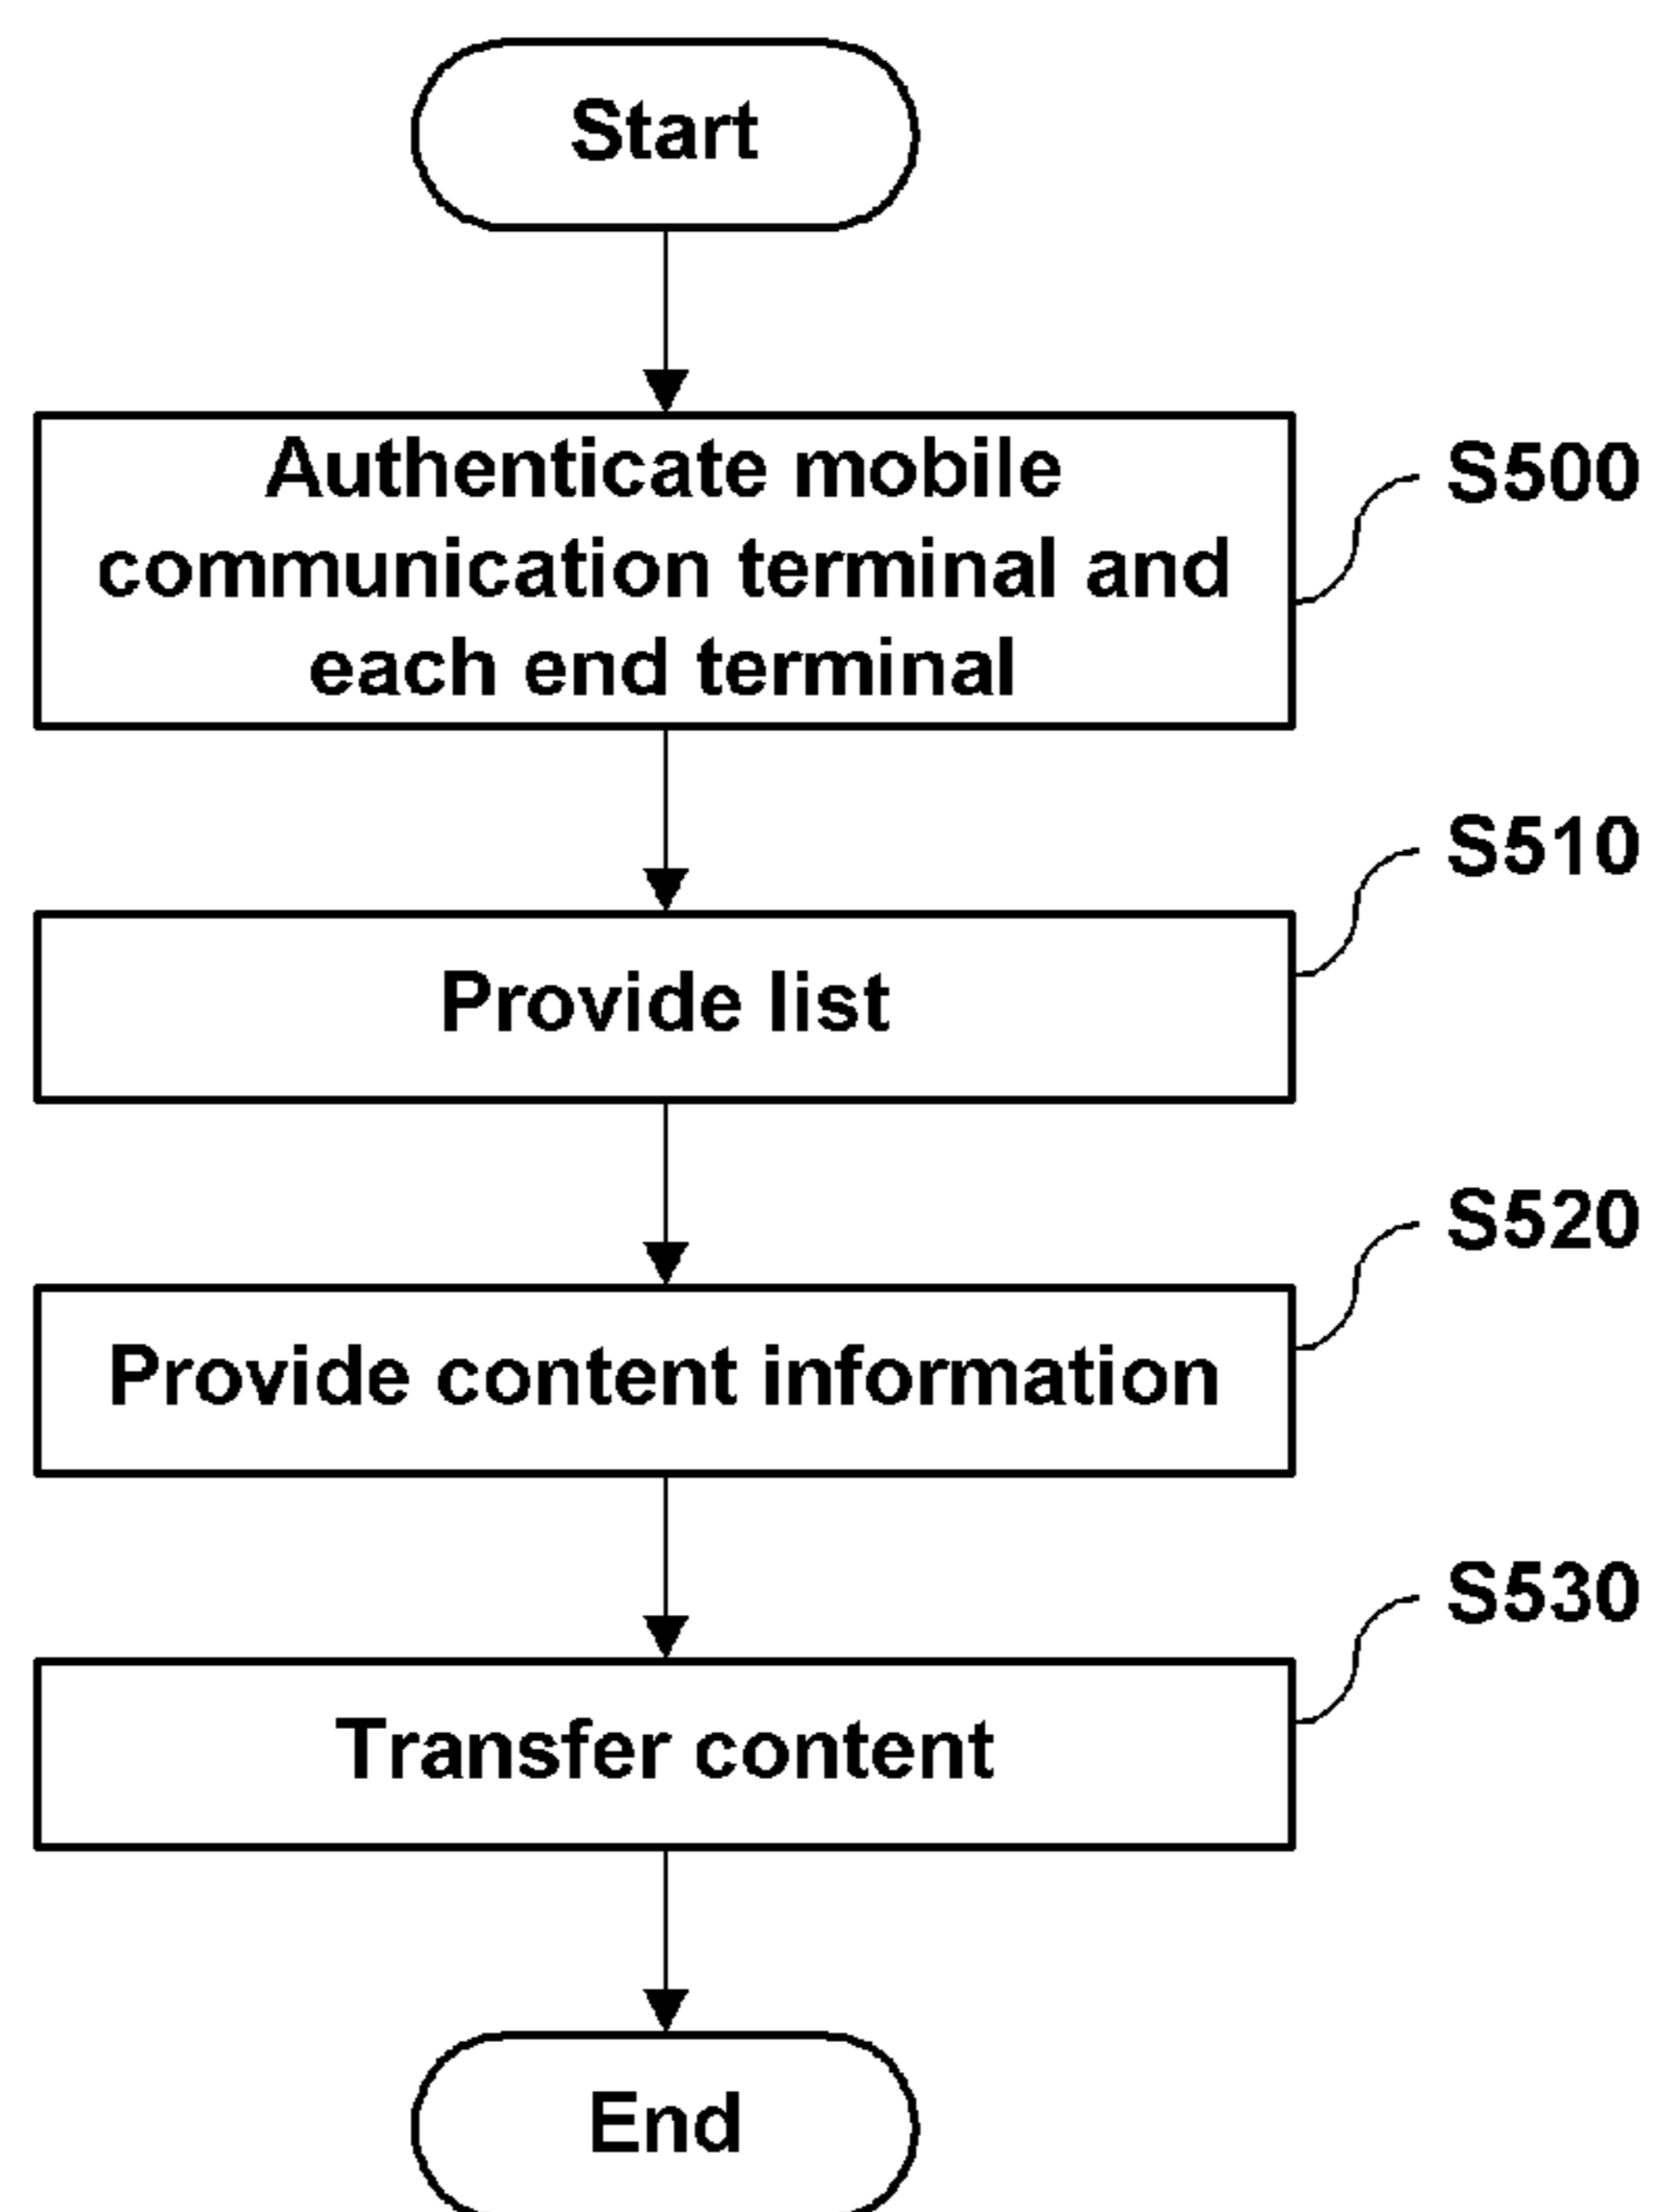 Start
Authenticate mobile
communication terminal and
each end terminal
S500
Provide list
S510
Provide content information
S520
Transfer content
S530
End